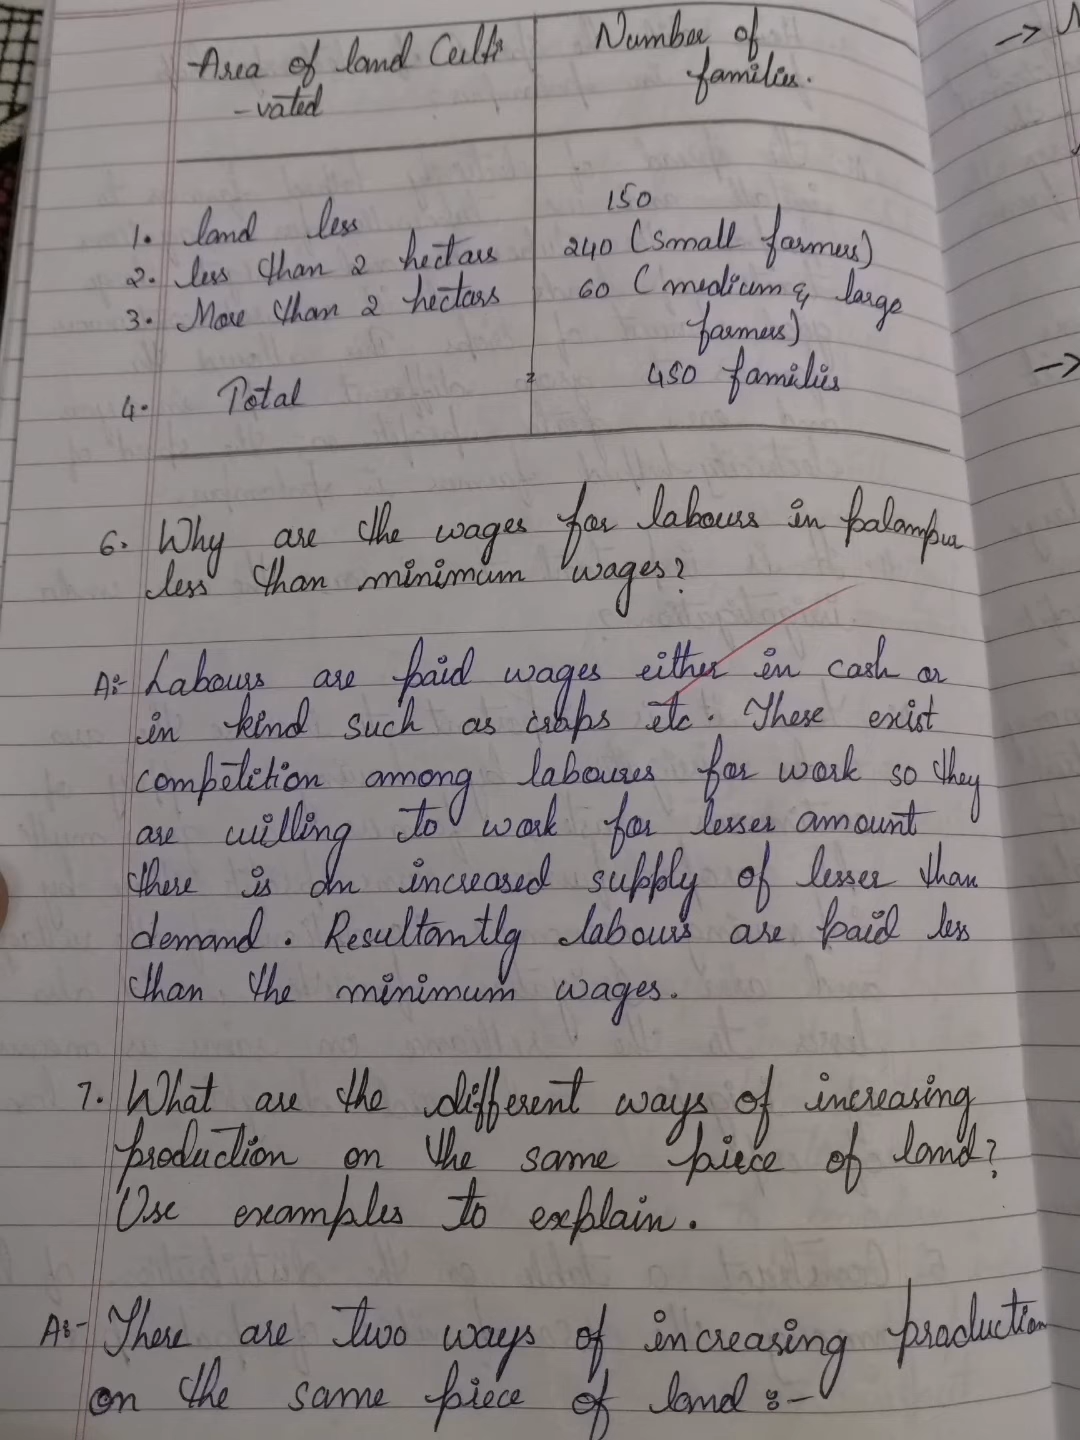 Area of land Culti
-vated
Number of
families.
1. land less 150
2. less than 2 hectars 240 (small farmers)
3. More than 2 hectars 60 (medium & large
farmers)
4. Total = 450 families
6. Why are the wages for labours in palampur
less than minimum wages?
A:- Labours are paid wages either in cash or
in kind such as crops etc. These exist
competition among labourers for work so they
are willing to work for lesser amount
there is an increased supply of lesser than
demand. Resultantly labours are paid less
than the minimum wages.
7. What are the different ways of increasing
production on the same piece of land?
Use examples to explain.
A:- There are two ways of increasing production
on the same piece of land :-